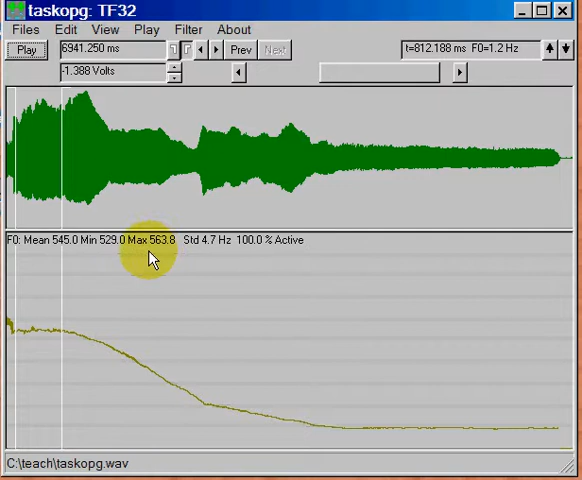 taskopg: TF32
Files Edit View Play Filter About
Play 6941.250 ms Prev Next t=812.188 ms F0=1.2 Hz
-1.388 Volts
F0: Mean 545.0 Min 529.0 Max 563.8 Std 4.7 Hz 100.0 % Active
C:\teach\taskopg.wav